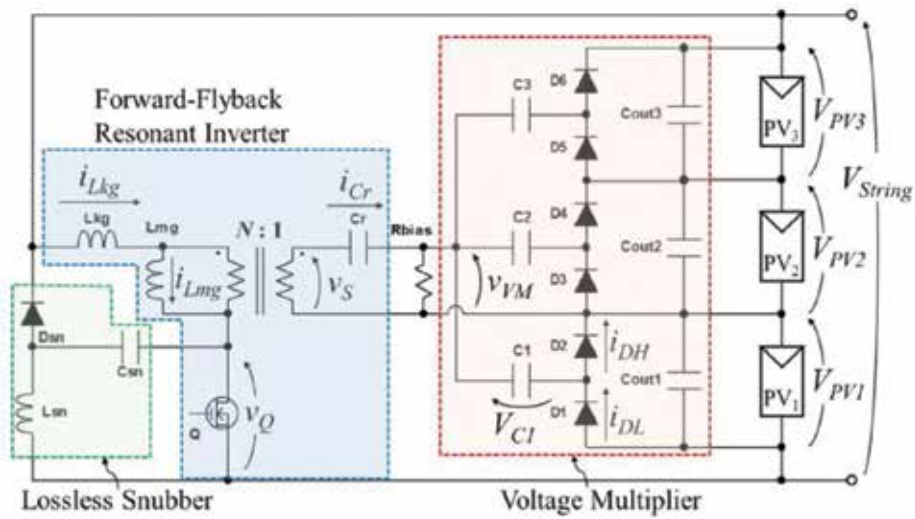 Forward-Flyback
Resonant Inverter
i_Lkg
Lkg
Lmg
i_Lmg
N : 1
v_S
i_Cr
Cr
Rbias
v_VM
Dsn
Csn
Lsn
Q
v_Q
Lossless Snubber
C3
C2
C1
V_C1
D6
D5
D4
D3
D2
D1
i_DH
i_DL
Cout3
Cout2
Cout1
Voltage Multiplier
PV3
PV2
PV1
V_PV3
V_PV2
V_PV1
V_String